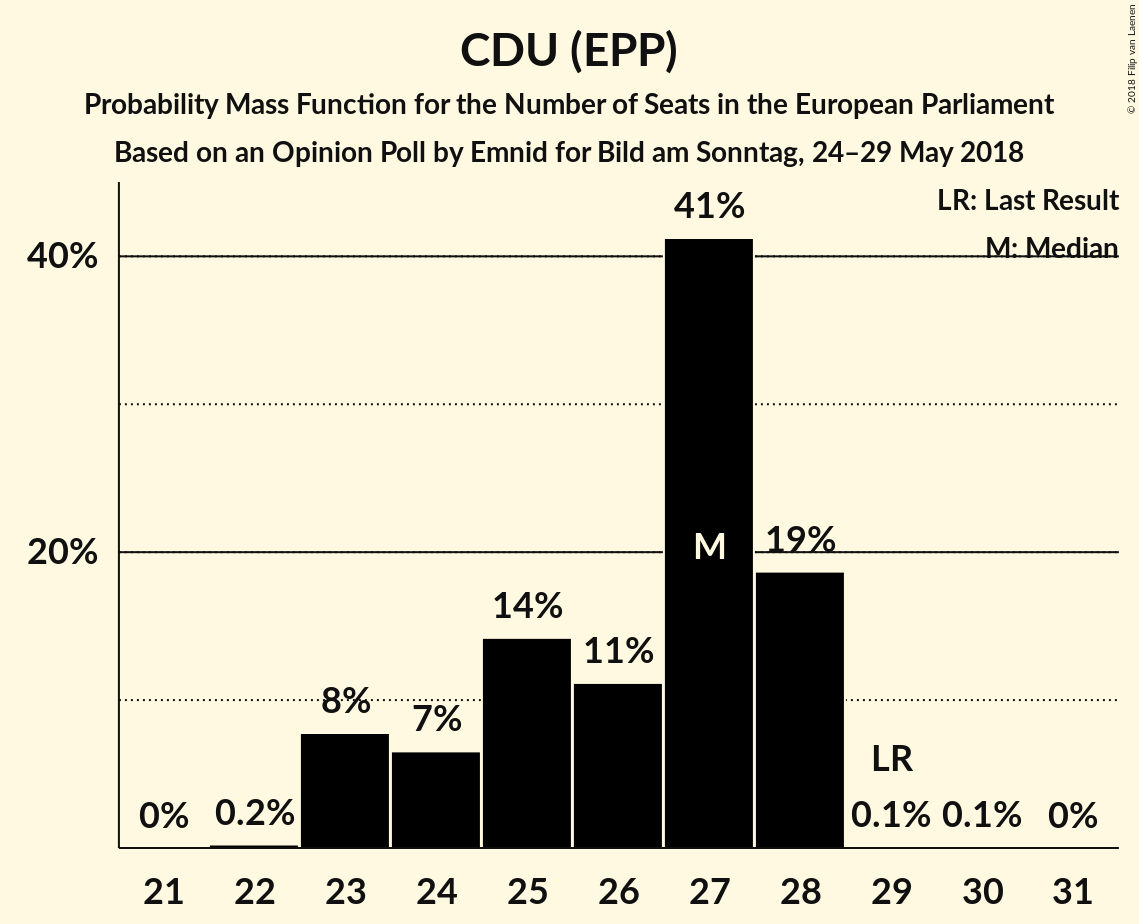 CDU (EPP)
Probability Mass Function for the Number of Seats in the European Parliament
Based on an Opinion Poll by Emnid for Bild am Sonntag, 24–29 May 2018
© 2018 Filip van Laenen
LR: Last Result
M: Median
40%
20%
0%
0.2%
8%
7%
14%
11%
41%
M
19%
LR
0.1%
0.1%
0%
21 22 23 24 25 26 27 28 29 30 31